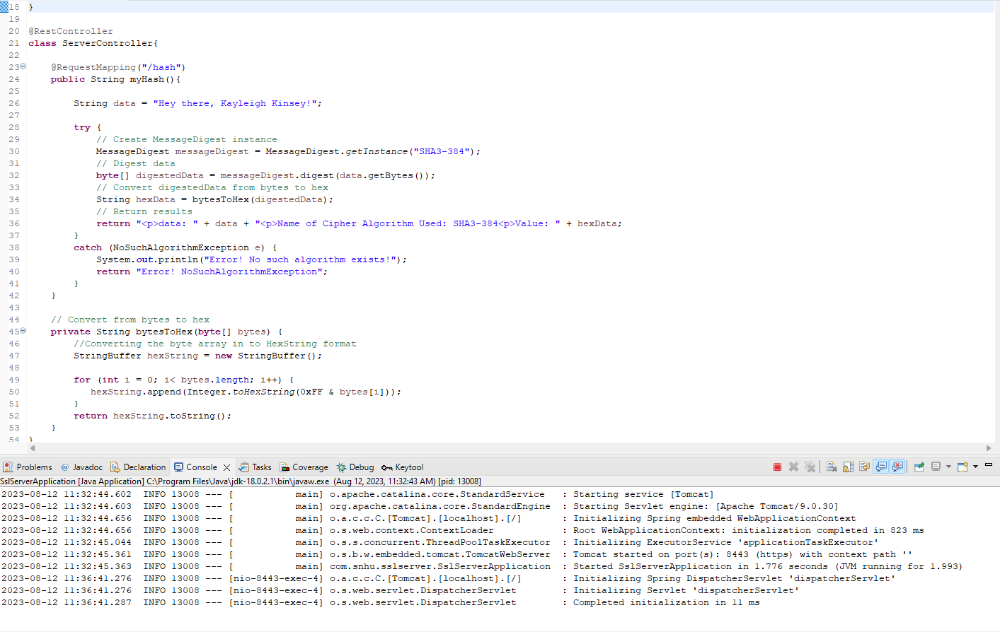 18 }
19
20 @RestController
21 class ServerController{
22
23 @RequestMapping("/hash")
24 public String myHash(){
25
26 String data = "Hey there, Kayleigh Kinsey!";
27
28 try {
29 // Create MessageDigest instance
30 MessageDigest messageDigest = MessageDigest.getInstance("SHA3-384");
31 // Digest data
32 byte[] digestedData = messageDigest.digest(data.getBytes());
33 // Convert digestedData from bytes to hex
34 String hexData = bytesToHex(digestedData);
35 // Return results
36 return "<p>data: " + data + "<p>Name of Cipher Algorithm Used: SHA3-384<p>Value: " + hexData;
37 }
38 catch (NoSuchAlgorithmException e) {
39 System.out.println("Error! No such algorithm exists!");
40 return "Error! NoSuchAlgorithmException";
41 }
42 }
43
44 // Convert from bytes to hex
45 private String bytesToHex(byte[] bytes) {
46 //Converting the byte array in to HexString format
47 StringBuffer hexString = new StringBuffer();
48
49 for (int i = 0; i< bytes.length; i++) {
50 hexString.append(Integer.toHexString(0xFF & bytes[i]));
51 }
52 return hexString.toString();
53 }
54 }
Problems @ Javadoc Declaration Console Tasks Coverage Debug Keytool
SslServerApplication [Java Application] C:\Program Files\Java\jdk-18.0.2.1\bin\javaw.exe (Aug 12, 2023, 11:32:43 AM) [pid: 13008]
2023-08-12 11:32:44.602 INFO 13008 --- [ main] o.apache.catalina.core.StandardService : Starting service [Tomcat]
2023-08-12 11:32:44.603 INFO 13008 --- [ main] org.apache.catalina.core.StandardEngine : Starting Servlet engine: [Apache Tomcat/9.0.30]
2023-08-12 11:32:44.656 INFO 13008 --- [ main] o.a.c.c.C.[Tomcat].[localhost].[/] : Initializing Spring embedded WebApplicationContext
2023-08-12 11:32:44.656 INFO 13008 --- [ main] o.s.web.context.ContextLoader : Root WebApplicationContext: initialization completed in 823 ms
2023-08-12 11:32:45.044 INFO 13008 --- [ main] o.s.s.concurrent.ThreadPoolTaskExecutor : Initializing ExecutorService 'applicationTaskExecutor'
2023-08-12 11:32:45.361 INFO 13008 --- [ main] o.s.b.w.embedded.tomcat.TomcatWebServer : Tomcat started on port(s): 8443 (https) with context path ''
2023-08-12 11:32:45.363 INFO 13008 --- [ main] com.snhu.sslserver.SslServerApplication : Started SslServerApplication in 1.776 seconds (JVM running for 1.993)
2023-08-12 11:36:41.276 INFO 13008 --- [nio-8443-exec-4] o.a.c.c.C.[Tomcat].[localhost].[/] : Initializing Spring DispatcherServlet 'dispatcherServlet'
2023-08-12 11:36:41.276 INFO 13008 --- [nio-8443-exec-4] o.s.web.servlet.DispatcherServlet : Initializing Servlet 'dispatcherServlet'
2023-08-12 11:36:41.287 INFO 13008 --- [nio-8443-exec-4] o.s.web.servlet.DispatcherServlet : Completed initialization in 11 ms